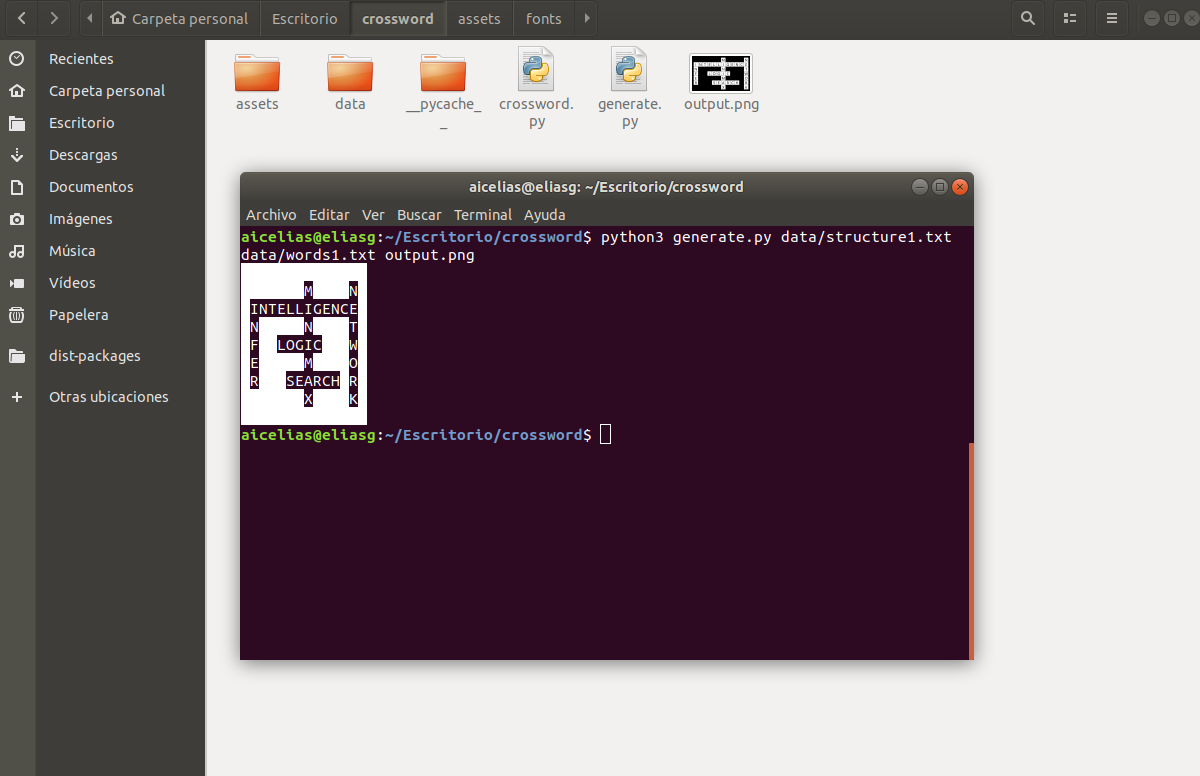 Carpeta personal Escritorio crossword assets fonts
Recientes
Carpeta personal
Escritorio
Descargas
Documentos
Imágenes
Música
Vídeos
Papelera
dist-packages
Otras ubicaciones
assets data __pycache_ crossword. generate. output.png
_ py py
aicelias@eliasg: ~/Escritorio/crossword
Archivo Editar Ver Buscar Terminal Ayuda
aicelias@eliasg:~/Escritorio/crossword$ python3 generate.py data/structure1.txt
data/words1.txt output.png
M N
INTELLIGENCE
N N T
F LOGIC W
E M O
R SEARCH R
X K
aicelias@eliasg:~/Escritorio/crossword$